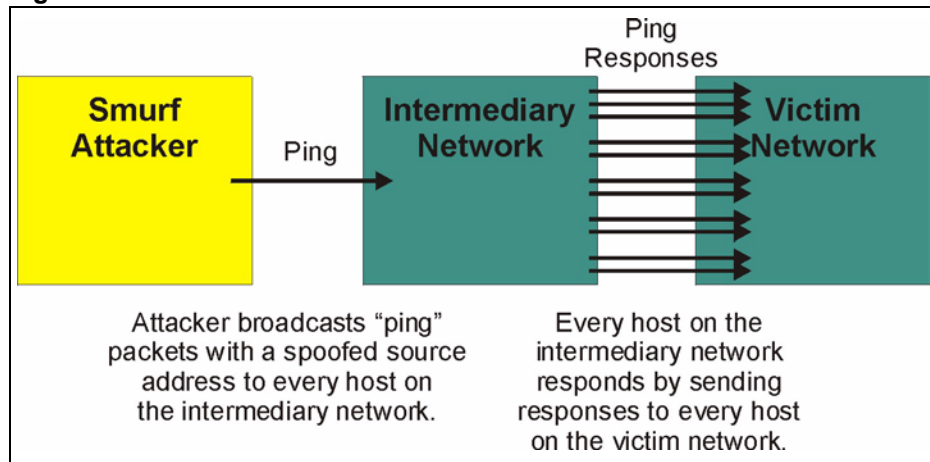 Ping
Responses
Smurf
Attacker
Ping
Intermediary
Network
Victim
Network
Attacker broadcasts “ping”
packets with a spoofed source
address to every host on
the intermediary network.
Every host on the
intermediary network
responds by sending
responses to every host
on the victim network.